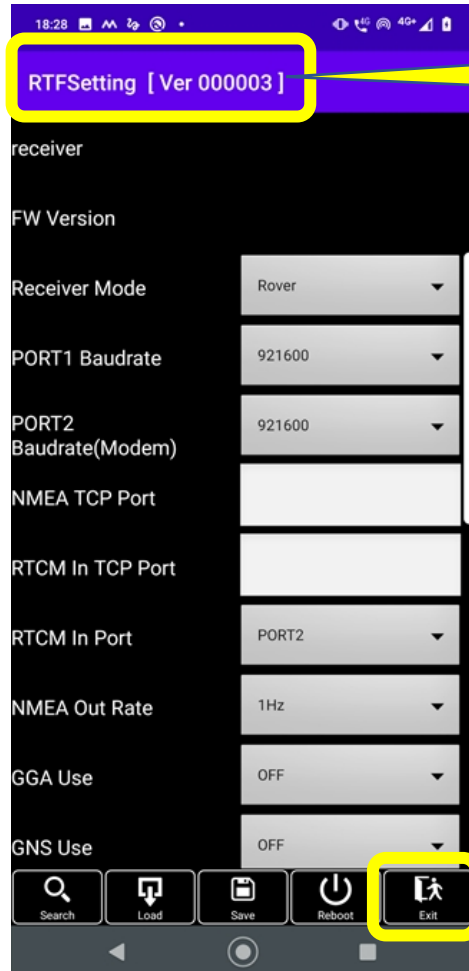 18:28
4G
4G+
RTFSetting [ Ver 000003 ]
receiver
FW Version
Receiver Mode
Rover
PORT1 Baudrate
921600
PORT2
Baudrate(Modem)
921600
NMEA TCP Port
RTCM In TCP Port
RTCM In Port
PORT2
NMEA Out Rate
1Hz
GGA Use
OFF
GNS Use
OFF
Search
Load
Save
Reboot
Exit